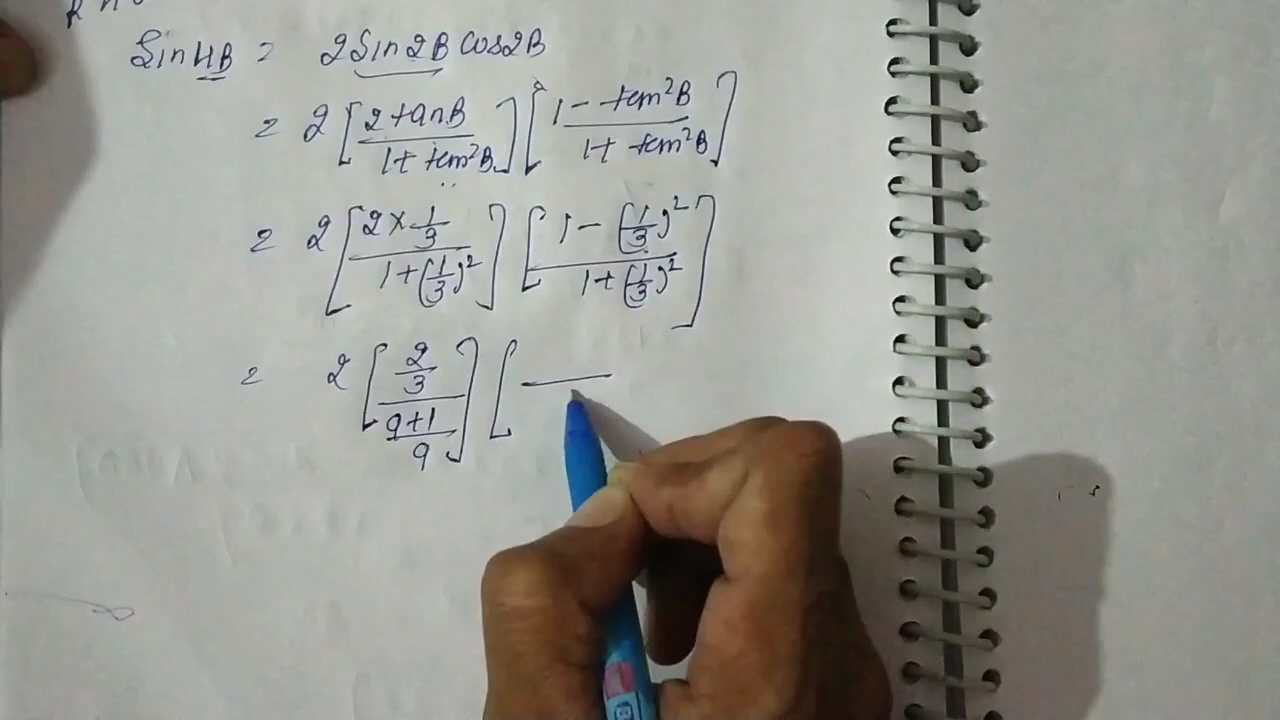 Sin4B = 2Sin2B Cos2B
= 2 [2tanB / 1+tan²B] [1 - tan²B / 1+tan²B]
= 2 [2×1/3 / 1+(1/3)²] [1 - (1/3)² / 1+(1/3)²]
= 2 [2/3 / 9+1/9] [